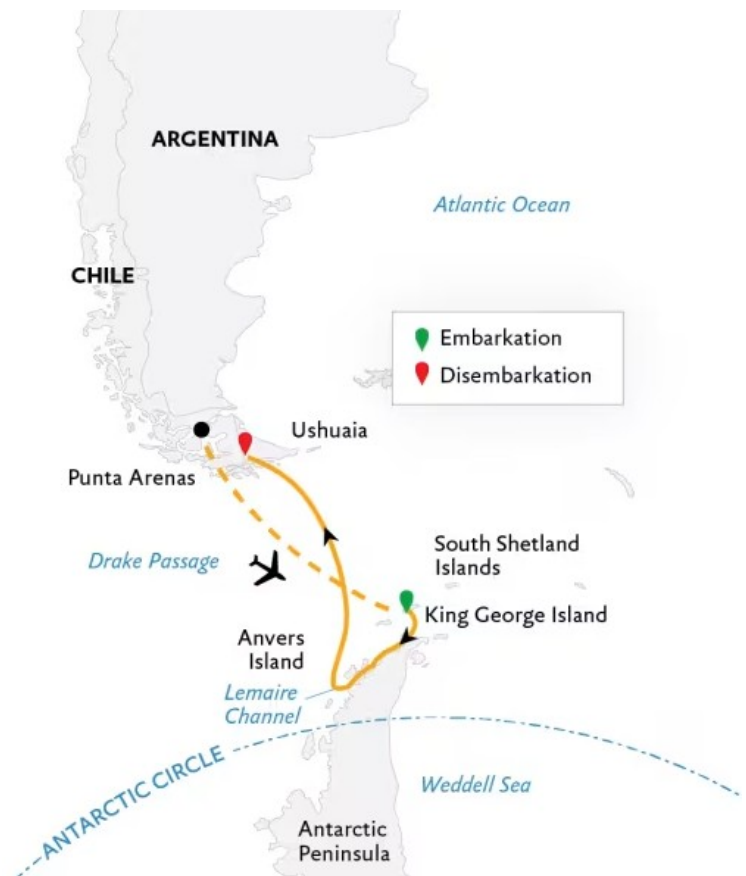 ARGENTINA
Atlantic Ocean
CHILE
Embarkation
Disembarkation
Ushuaia
Punta Arenas
Drake Passage
South Shetland
Islands
King George Island
Anvers
Island
Lemaire
Channel
ANTARCTIC CIRCLE
Weddell Sea
Antarctic
Peninsula